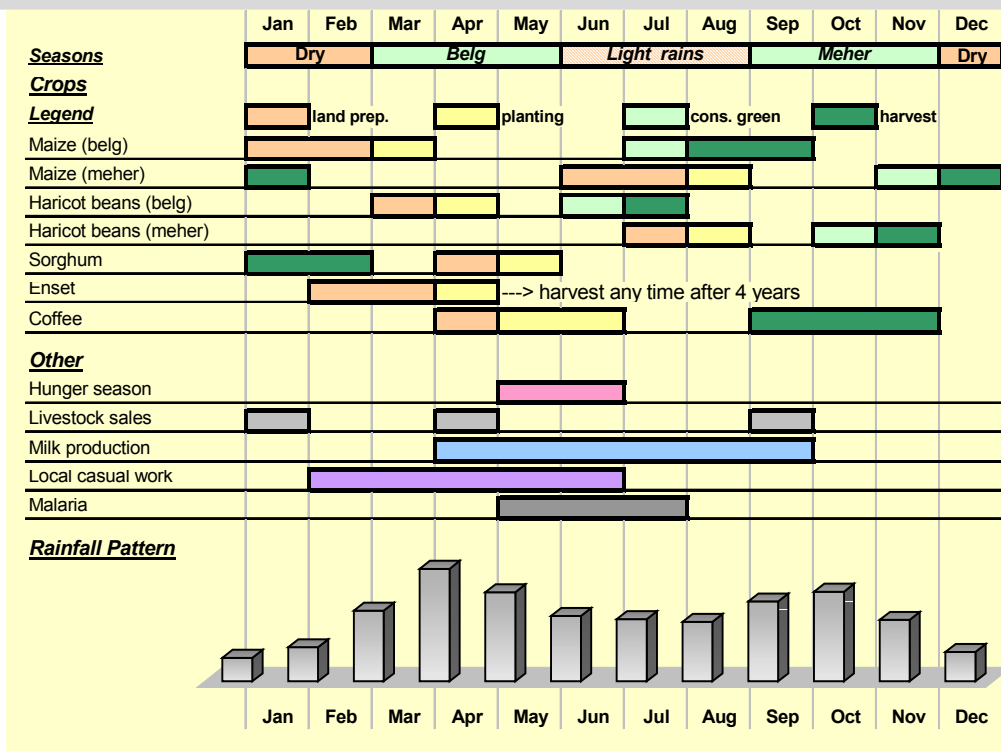 Jan Feb Mar Apr May Jun Jul Aug Sep Oct Nov Dec
Seasons Dry Belg Light rains Meher Dry
Crops
Legend land prep. planting cons. green harvest
Maize (belg)
Maize (meher)
Haricot beans (belg)
Haricot beans (meher)
Sorghum
Enset ---> harvest any time after 4 years
Coffee
Other
Hunger season
Livestock sales
Milk production
Local casual work
Malaria
Rainfall Pattern
Jan Feb Mar Apr May Jun Jul Aug Sep Oct Nov Dec